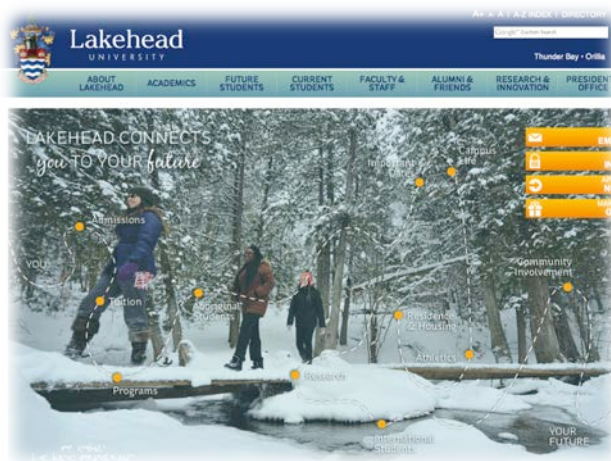 A+ A A | A-Z INDEX | DIRECTORY
Google™ Custom Search
Lakehead
UNIVERSITY
Thunder Bay • Orillia
ABOUT
LAKEHEAD
ACADEMICS
FUTURE
STUDENTS
CURRENT
STUDENTS
FACULTY &
STAFF
ALUMNI &
FRIENDS
RESEARCH &
INNOVATION
PRESIDENT
OFFICE
LAKEHEAD CONNECTS
you TO YOUR future
Important
Dates
Campus
Life
Admissions
YOU
Community
Involvement
Tuition
Aboriginal
Students
Residence
& Housing
Athletics
Research
Programs
International
Students
YOUR
FUTURE